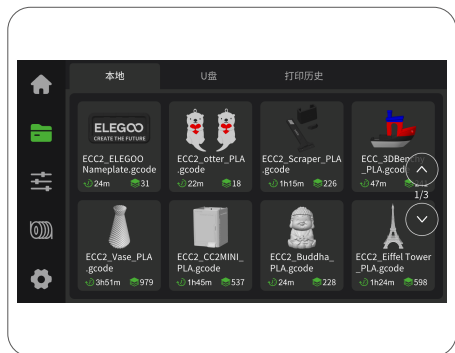 本地 U盘 打印历史
ELEGOO
CREATE THE FUTURE
ECC2_ELEGOO
Nameplate.gcode
24m 31
ECC2_otter_PLA
.gcode
22m 18
ECC2_Scraper_PLA
.gcode
1h15m 226
ECC_3DBenchy
_PLA.gcode
47m
1/3
ECC2_Vase_PLA
.gcode
3h51m 979
ECC2_CC2MINI_
PLA.gcode
1h45m 537
ECC2_Buddha_
PLA.gcode
24m 228
ECC2_Eiffel Tower
_PLA.gcode
1h24m 598